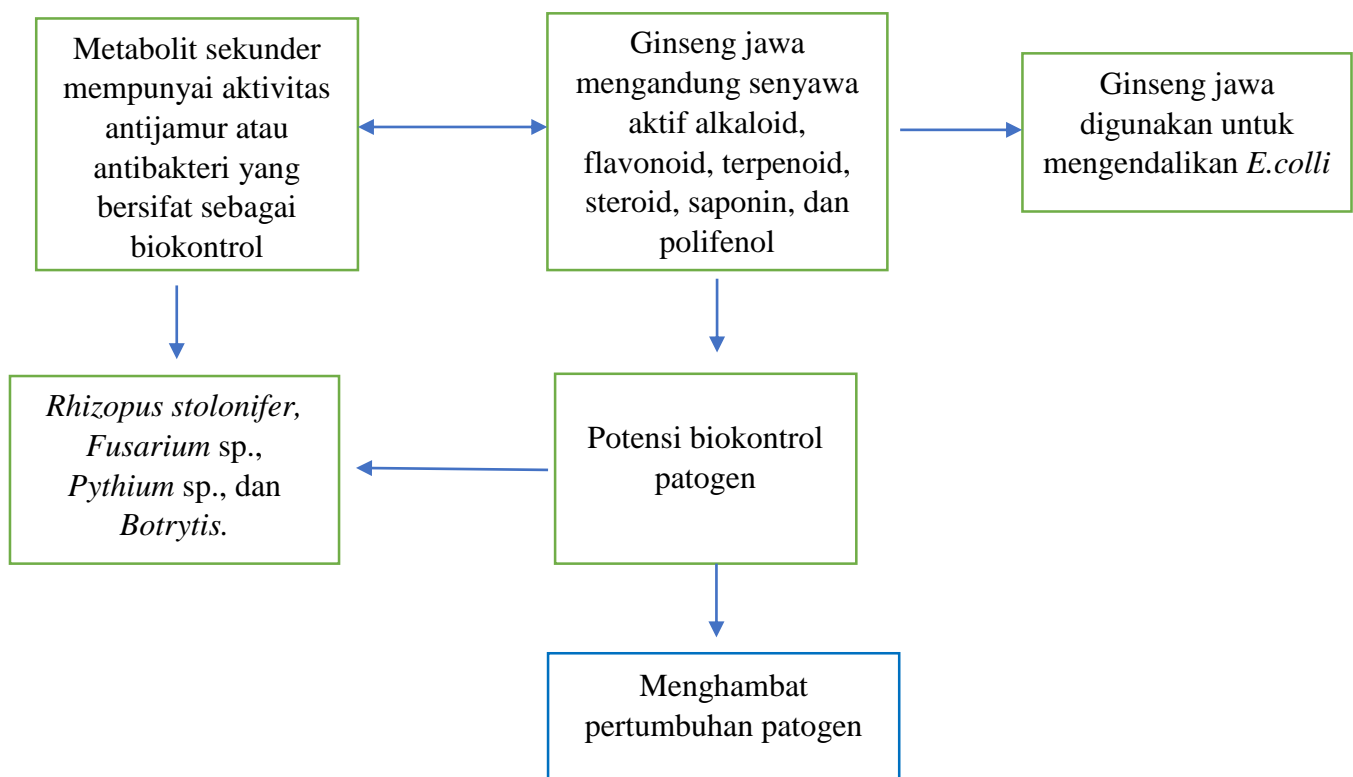 Metabolit sekunder
mempunyai aktivitas
antijamur atau
antibakteri yang
bersifat sebagai
biokontrol
Ginseng jawa
mengandung senyawa
aktif alkaloid,
flavonoid, terpenoid,
steroid, saponin, dan
polifenol
Ginseng jawa
digunakan untuk
mengendalikan E.colli
Rhizopus stolonifer,
Fusarium sp.,
Pythium sp., dan
Botrytis.
Potensi biokontrol
patogen
Menghambat
pertumbuhan patogen